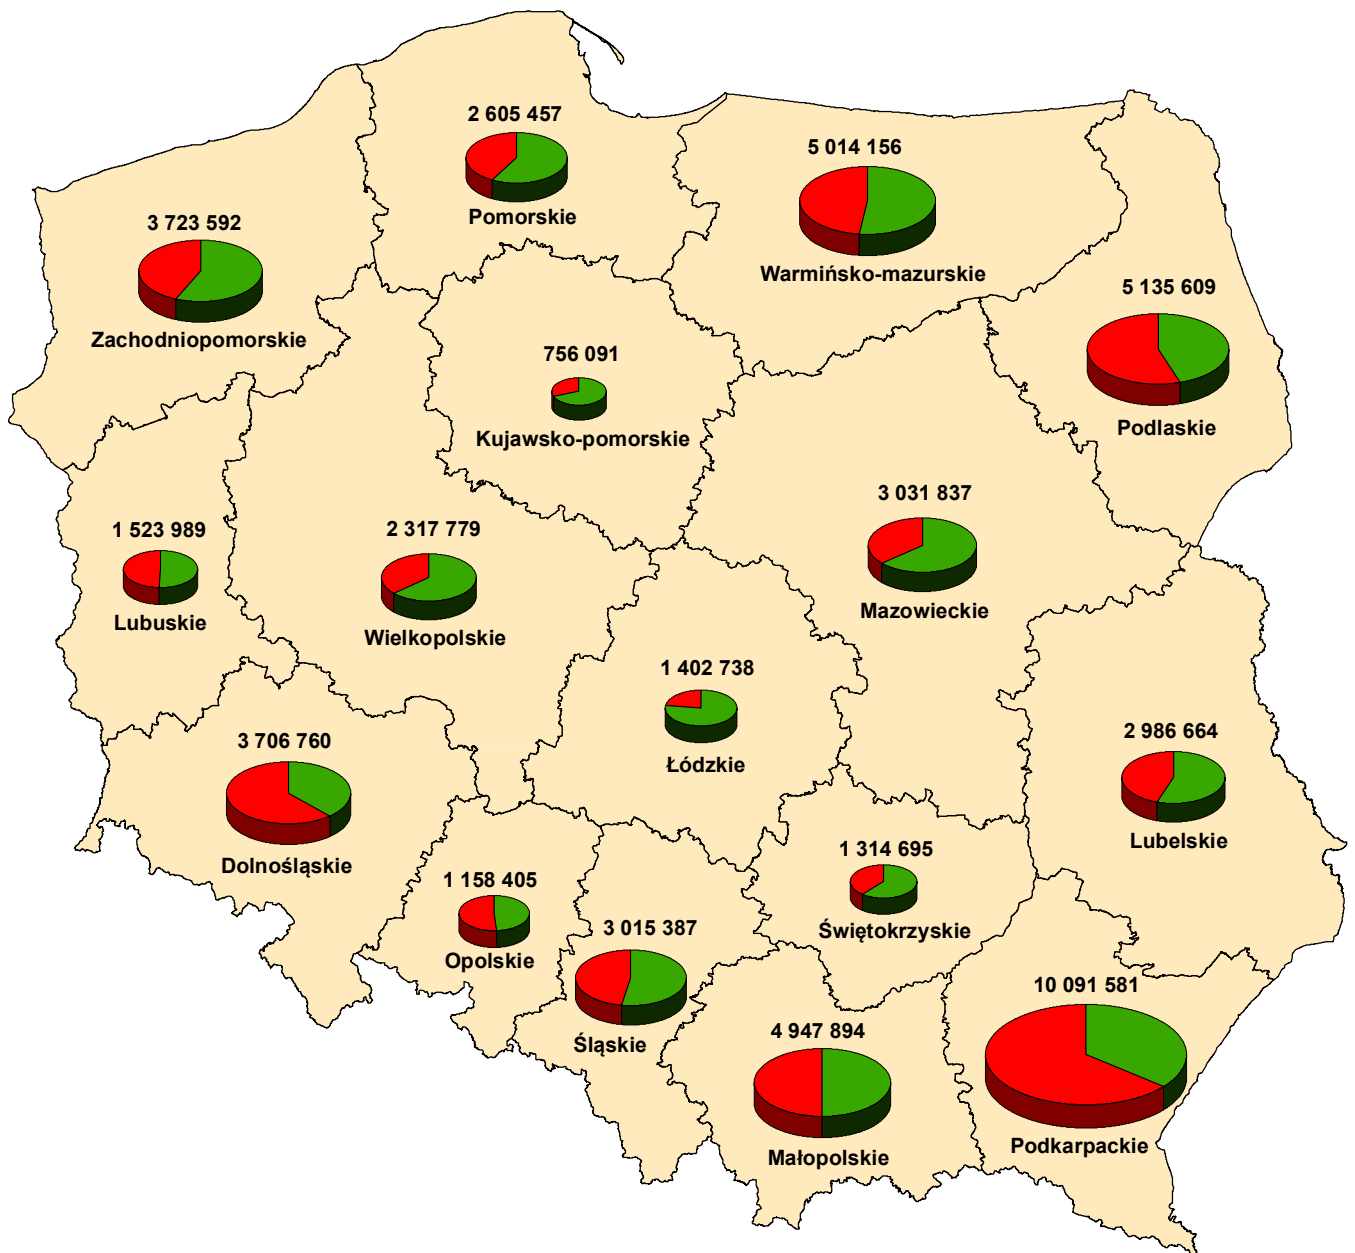 2 605 457
Pomorskie
5 014 156
Warmińsko-mazurskie
3 723 592
Zachodniopomorskie
5 135 609
Podlaskie
756 091
Kujawsko-pomorskie
3 031 837
Mazowieckie
1 523 989
Lubuskie
2 317 779
Wielkopolskie
1 402 738
Łódzkie
2 986 664
Lubelskie
3 706 760
Dolnośląskie
1 314 695
Świętokrzyskie
1 158 405
Opolskie
3 015 387
Śląskie
10 091 581
Podkarpackie
4 947 894
Małopolskie